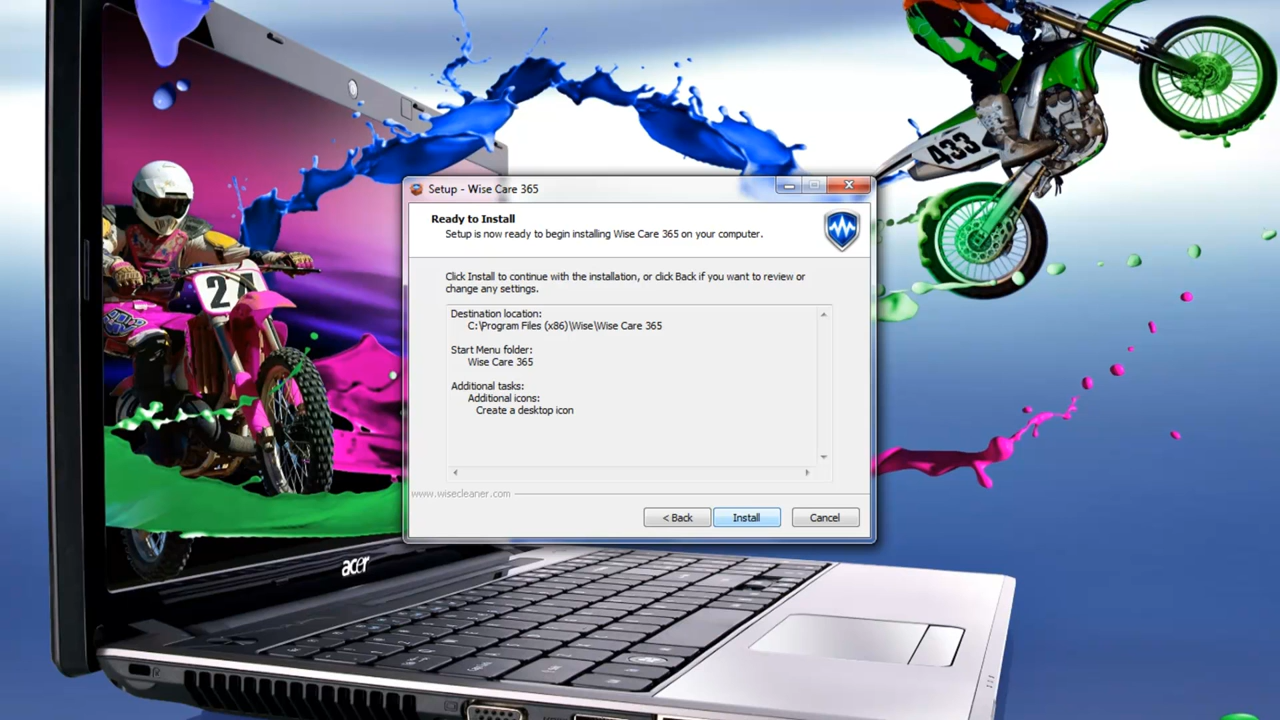 433
Setup - Wise Care 365
Ready to Install
Setup is now ready to begin installing Wise Care 365 on your computer.
Click Install to continue with the installation, or click Back if you want to review or
change any settings.
Destination location:
C:\Program Files (x86)\Wise\Wise Care 365
Start Menu folder:
Wise Care 365
Additional tasks:
Additional icons:
Create a desktop icon
www.wisecleaner.com
< Back
Install
Cancel
acer